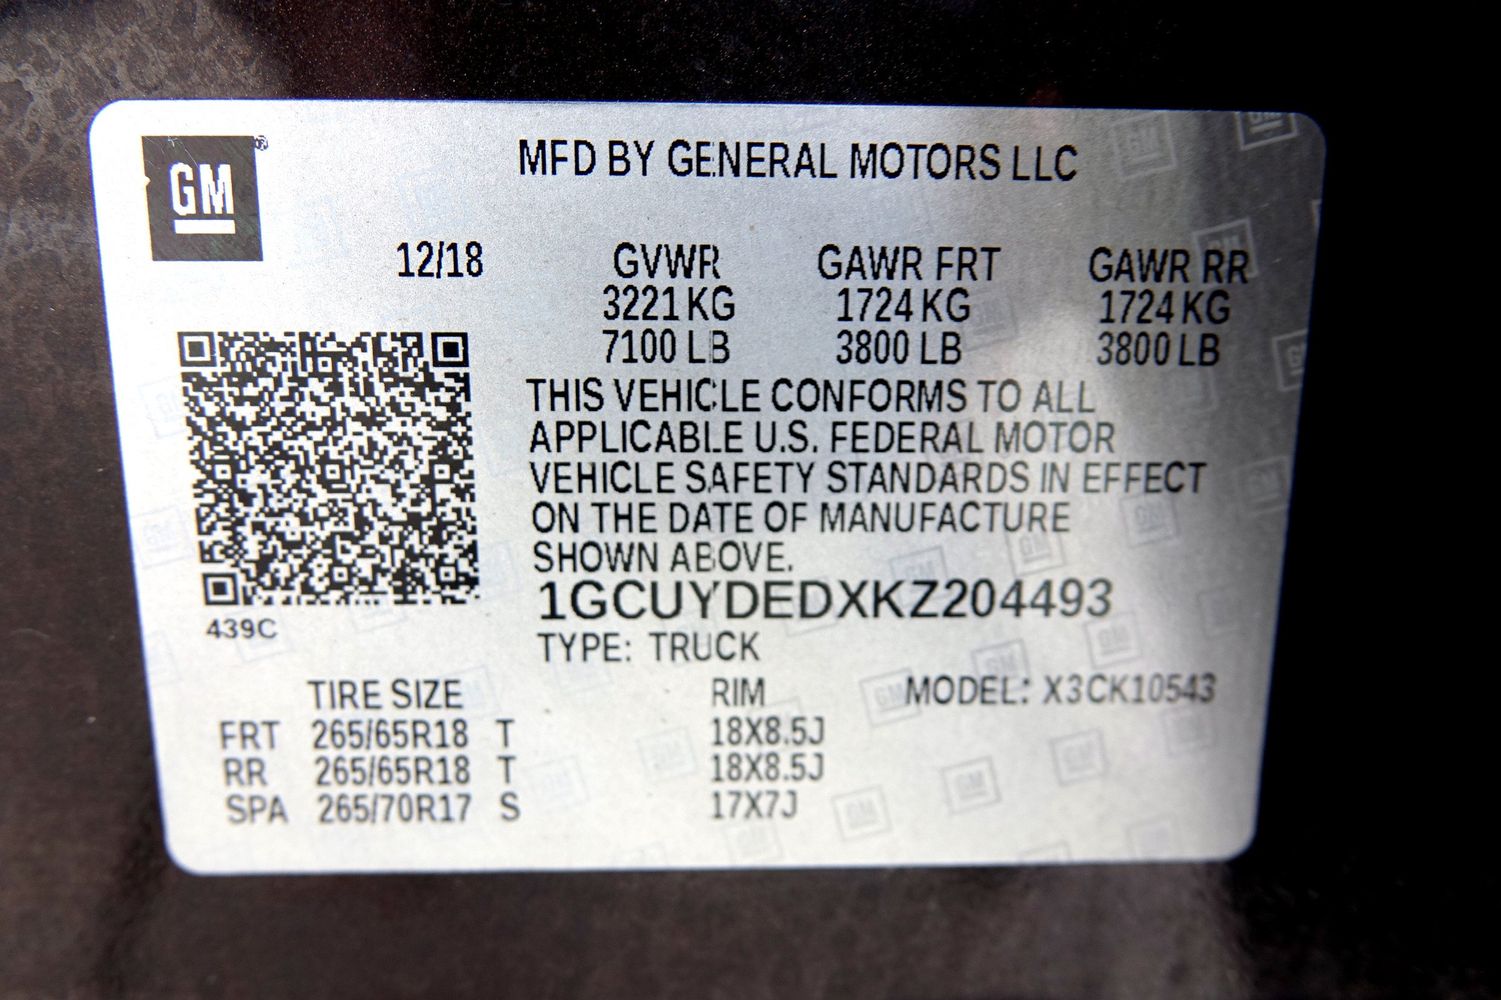 GM ®
MFD BY GENERAL MOTORS LLC
12/18 GVWR GAWR FRT GAWR RR
3221 KG 1724 KG 1724 KG
7100 LB 3800 LB 3800 LB
THIS VEHICLE CONFORMS TO ALL
APPLICABLE U.S. FEDERAL MOTOR
VEHICLE SAFETY STANDARDS IN EFFECT
ON THE DATE OF MANUFACTURE
SHOWN ABOVE.
1GCUYDEDXKZ204493
439C
TYPE: TRUCK
TIRE SIZE RIM MODEL: X3CK10543
FRT 265/65R18 T 18X8.5J
RR 265/65R18 T 18X8.5J
SPA 265/70R17 S 17X7J